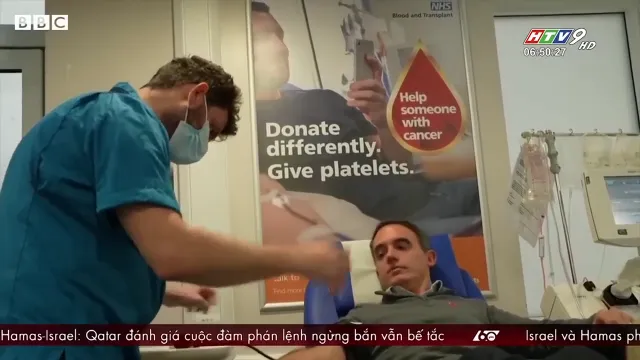 BBC
HTV9 HD
06:50:27
NHS
Blood and Transplant
Help
someone
with
cancer
Donate
differently.
Give platelets.
Hamas-Israel: Qatar đánh giá cuộc đàm phán lệnh ngừng bắn vẫn bế tắc
60
Israel và Hamas ph